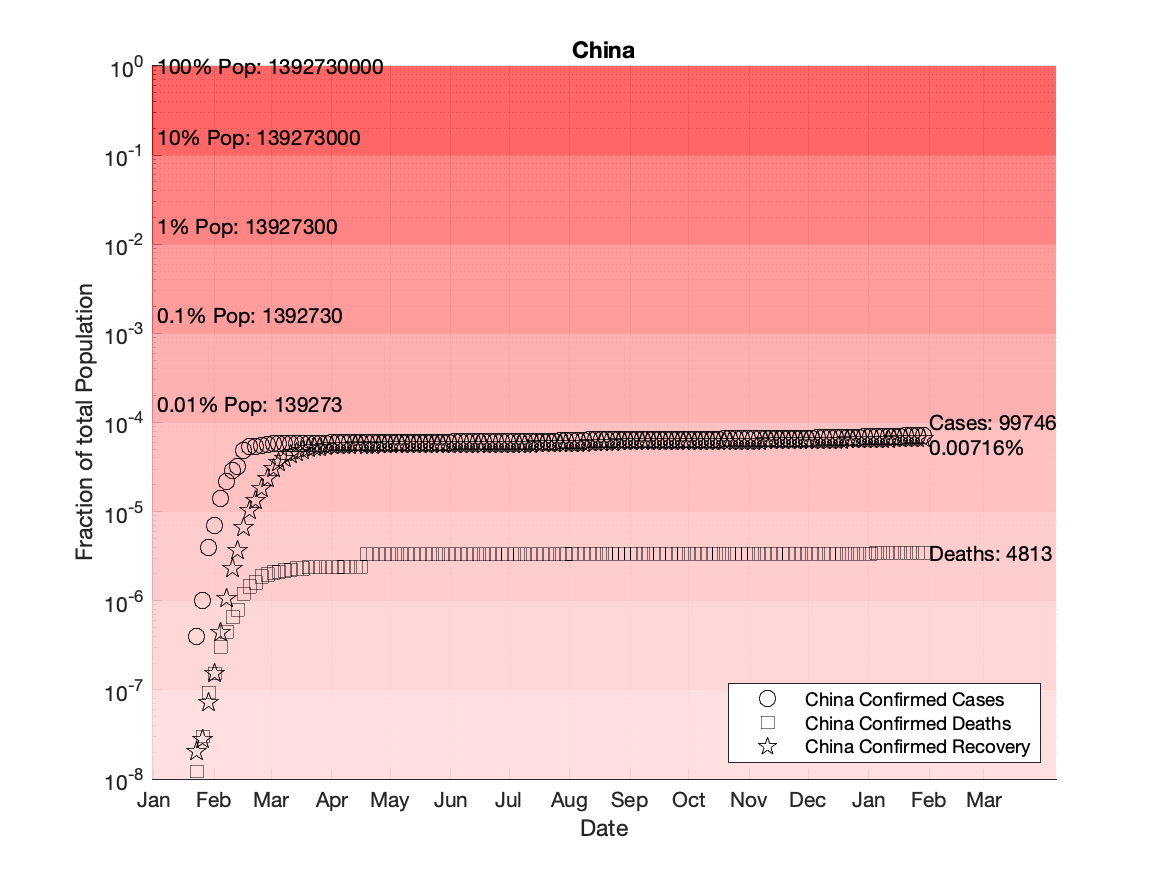 China
10^0
100% Pop: 1392730000
10% Pop: 139273000
10^-1
1% Pop: 13927300
10^-2
0.1% Pop: 1392730
10^-3
0.01% Pop: 139273
10^-4
Cases: 99746
0.00716%
10^-5
Deaths: 4813
10^-6
10^-7
10^-8
Fraction of total Population
China Confirmed Cases
China Confirmed Deaths
China Confirmed Recovery
Jan Feb Mar Apr May Jun Jul Aug Sep Oct Nov Dec Jan Feb Mar
Date